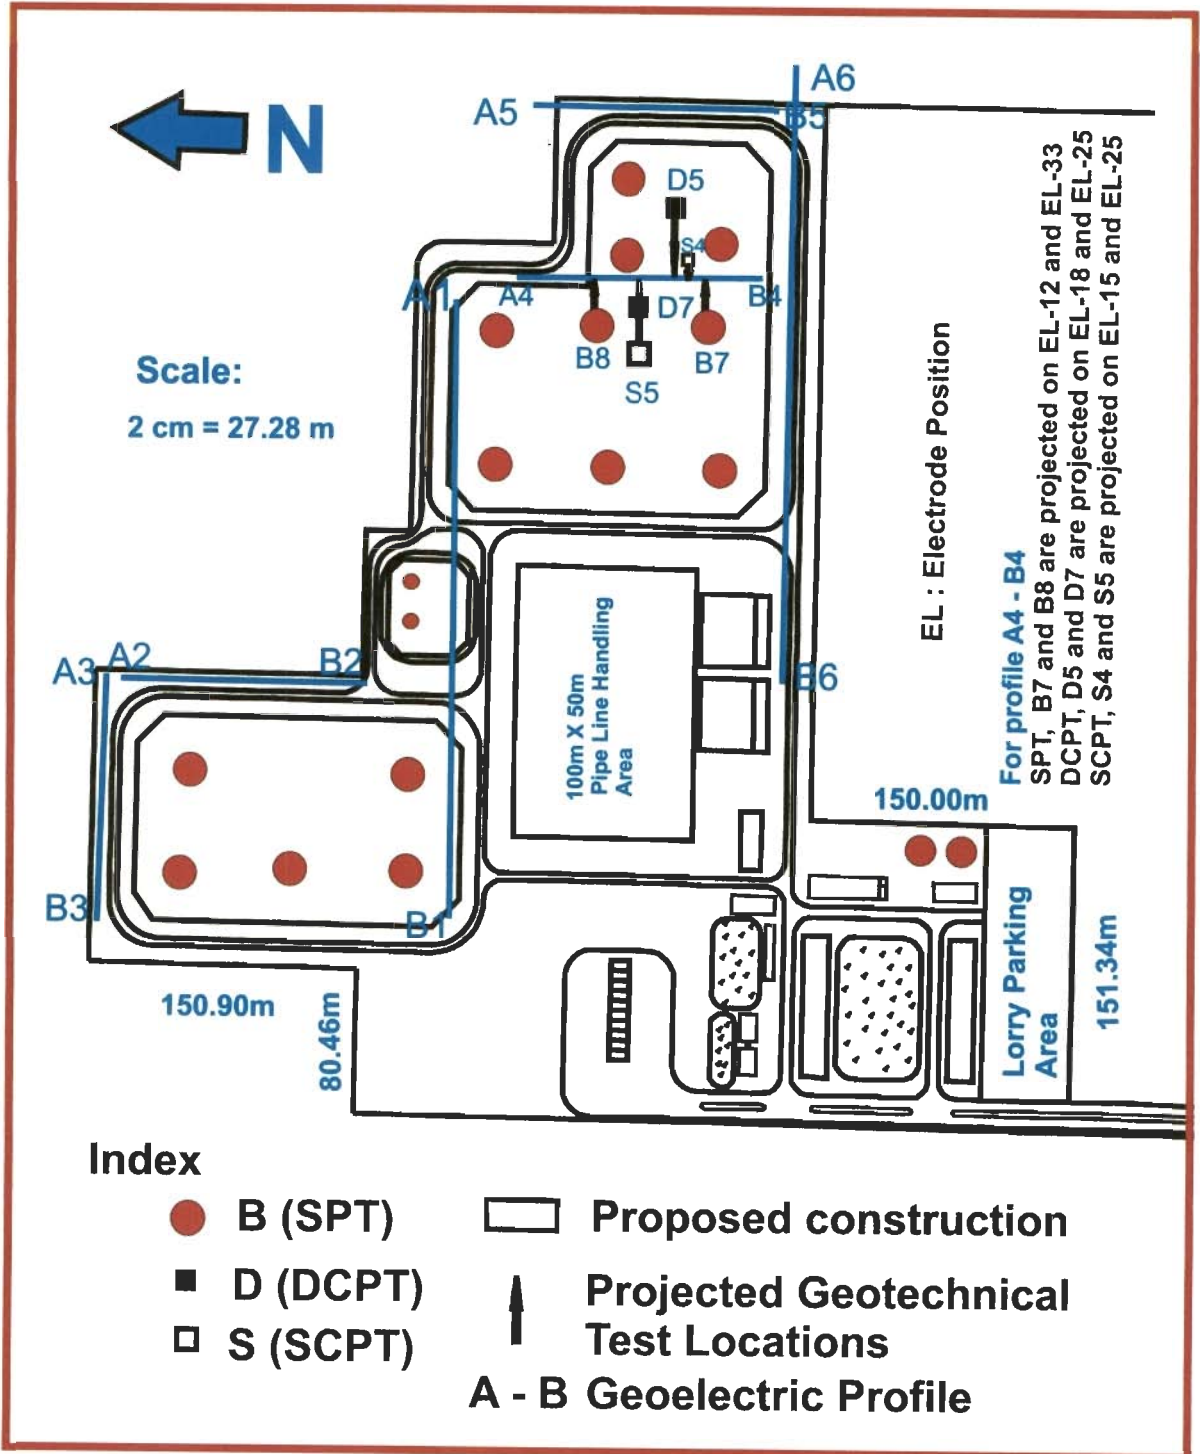 A6
A5
B5
N
D5
S4
A1
A4
B4
D7
B8
B7
S5
Scale:
2 cm = 27.28 m
EL : Electrode Position
For profile A4 - B4
SPT, B7 and B8 are projected on EL-12 and EL-33
DCPT, D5 and D7 are projected on EL-18 and EL-25
SCPT, S4 and S5 are projected on EL-15 and EL-25
A3
A2
B2
B6
100m X 50m
Pipe Line Handling
Area
150.00m
B3
B1
Lorry Parking
Area
151.34m
150.90m
80.46m
Index
B (SPT)
D (DCPT)
S (SCPT)
Proposed construction
Projected Geotechnical
Test Locations
A - B Geoelectric Profile